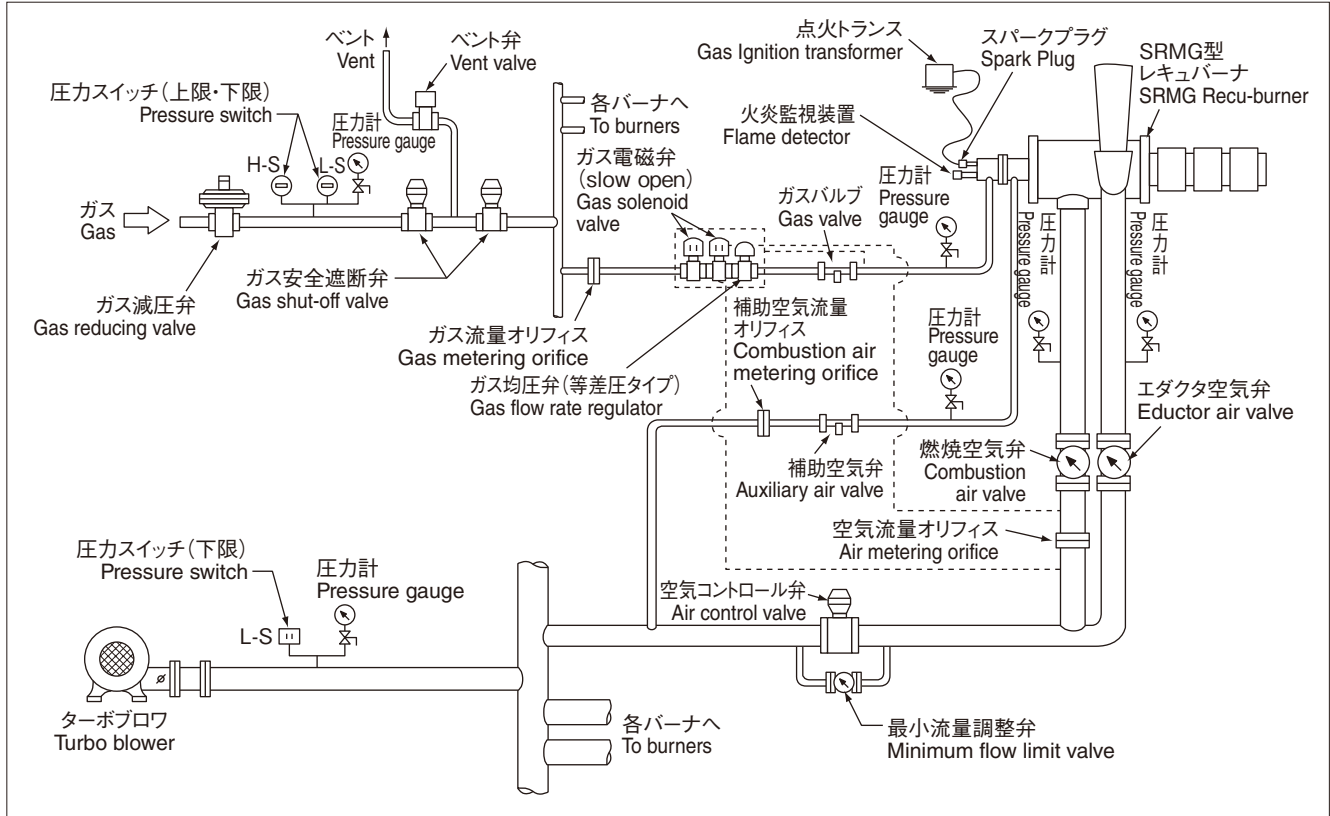 ベント
Vent
ベント弁
Vent valve
点火トランス
Gas Ignition transformer
スパークプラグ
Spark Plug
SRMG型
レキュバーナ
SRMG Recu-burner
圧力スイッチ(上限・下限)
Pressure switch
圧力計
Pressure gauge
H-S
L-S
各バーナへ
To burners
火炎監視装置
Flame detector
ガス電磁弁
(slow open)
Gas solenoid
valve
ガスバルブ
Gas valve
圧力計
Pressure
gauge
圧力計
Pressure gauge
圧力計
Pressure gauge
ガス
Gas
ガス減圧弁
Gas reducing valve
ガス安全遮断弁
Gas shut-off valve
ガス流量オリフィス
Gas metering orifice
ガス均圧弁(等差圧タイプ)
Gas flow rate regulator
補助空気流量
オリフィス
Combustion air
metering orifice
圧力計
Pressure
gauge
エダクタ空気弁
Eductor air valve
補助空気弁
Auxiliary air valve
燃焼空気弁
Combustion
air valve
空気流量オリフィス
Air metering orifice
圧力スイッチ(下限)
Pressure switch
圧力計
Pressure gauge
L-S
空気コントロール弁
Air control valve
ターボブロワ
Turbo blower
各バーナへ
To burners
最小流量調整弁
Minimum flow limit valve